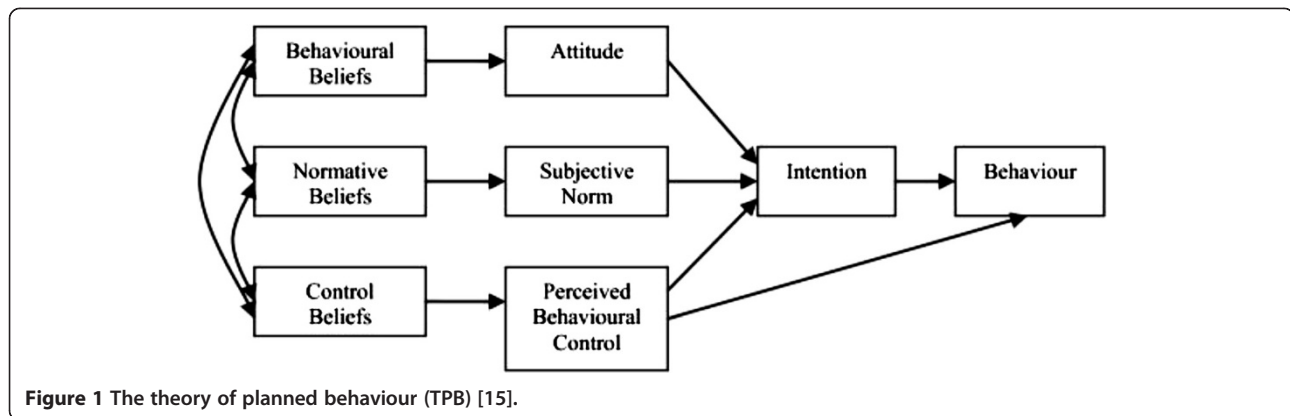 Behavioural
Beliefs
Attitude
Normative
Beliefs
Subjective
Norm
Intention
Behaviour
Control
Beliefs
Perceived
Behavioural
Control
Figure 1 The theory of planned behaviour (TPB) [15].